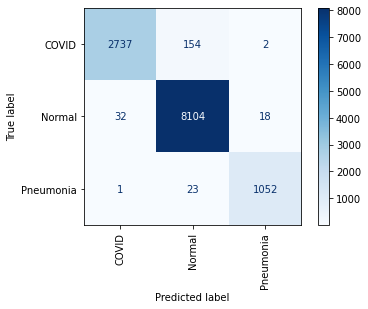 COVID 2737 154 2
Normal 32 8104 18
Pneumonia 1 23 1052
COVID
Normal
Pneumonia
True label
Predicted label
8000
7000
6000
5000
4000
3000
2000
1000